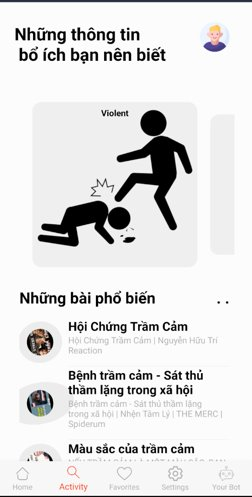 Những thông tin
bổ ích bạn nên biết
Violent
Những bài phổ biến
Hội Chứng Trầm Cảm
Hội Chứng Trầm Cảm | Nguyễn Hữu Trí
Reaction
Bệnh trầm cảm - Sát thủ
thầm lặng trong xã hội
Bệnh trầm cảm - Sát thủ thầm lặng
trong xã hội | Nhện Tâm Lý | THE MERC |
Spiderum
Màu sắc của trầm cảm
Home
Activity
Favorites
Settings
Your Bot